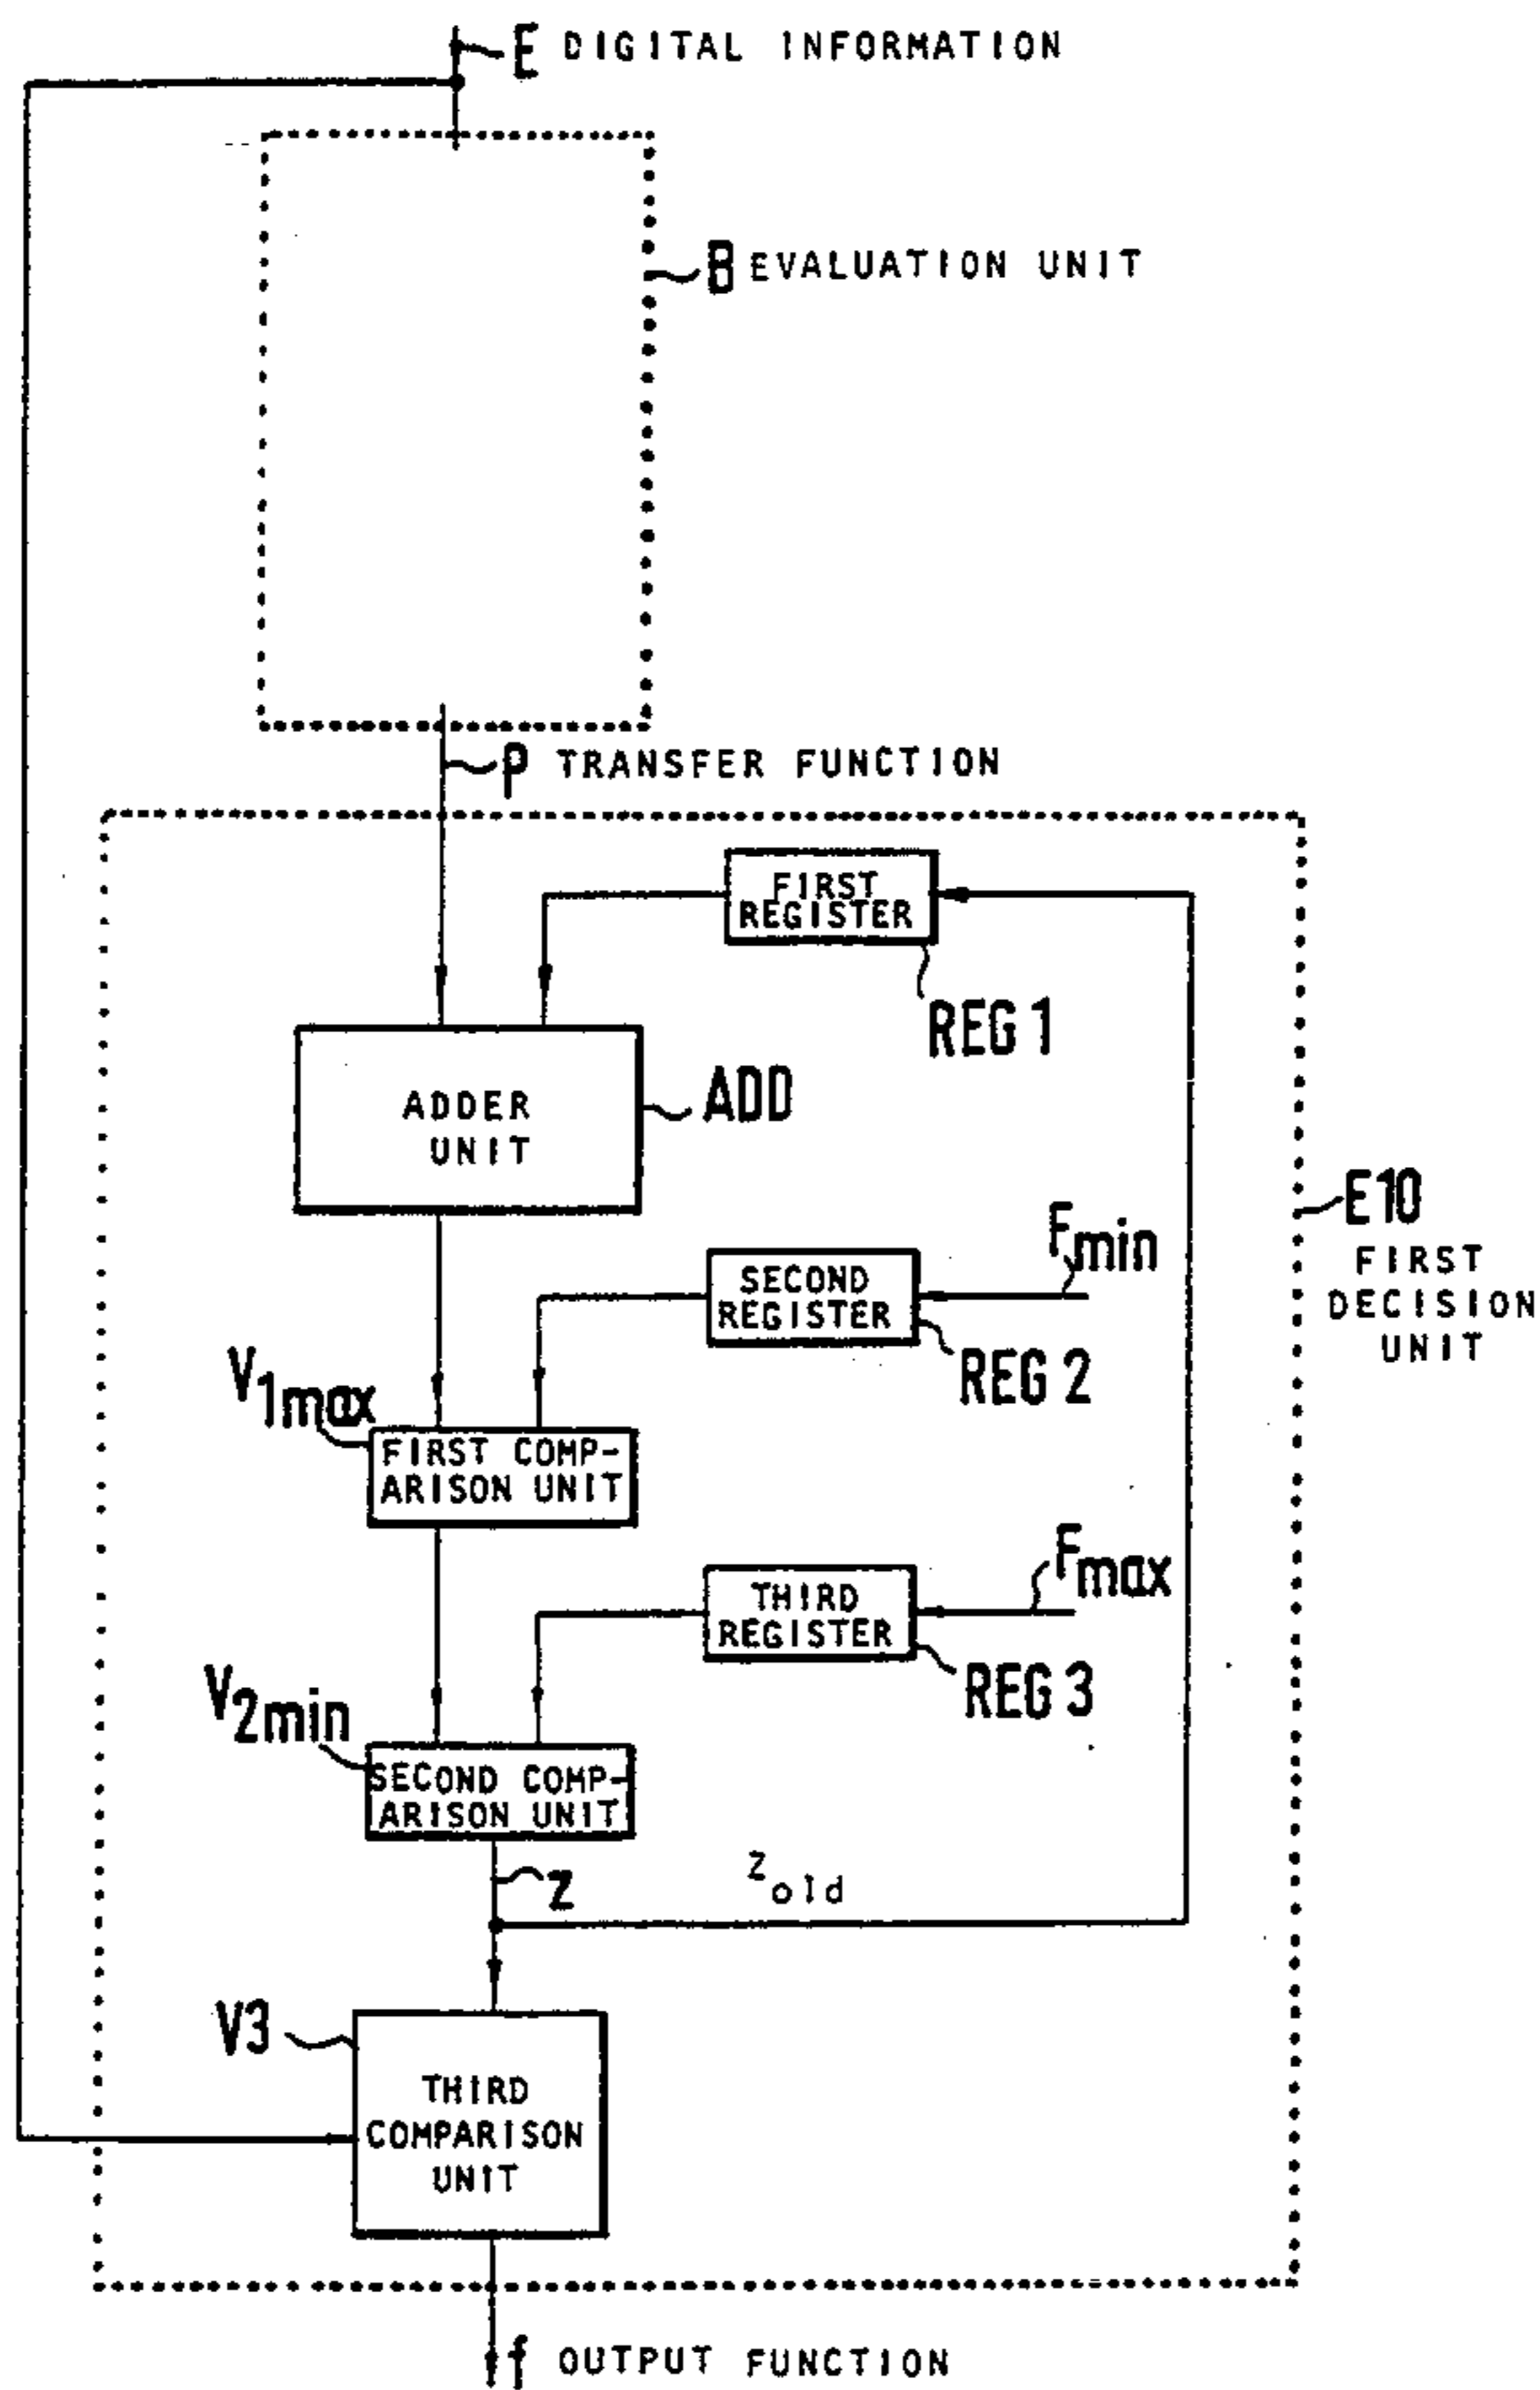 E DIGITAL INFORMATION
B EVALUATION UNIT
P TRANSFER FUNCTION
FIRST
REGISTER
REG 1
ADDER
UNIT
ADD
E10
FIRST
DECISION
UNIT
Fmin
SECOND
REGISTER
REG 2
V1max
FIRST COMP-
ARISON UNIT
Fmax
THIRD
REGISTER
REG 3
V2min
SECOND COMP-
ARISON UNIT
Z
Zold
V3
THIRD
COMPARISON
UNIT
f OUTPUT FUNCTION